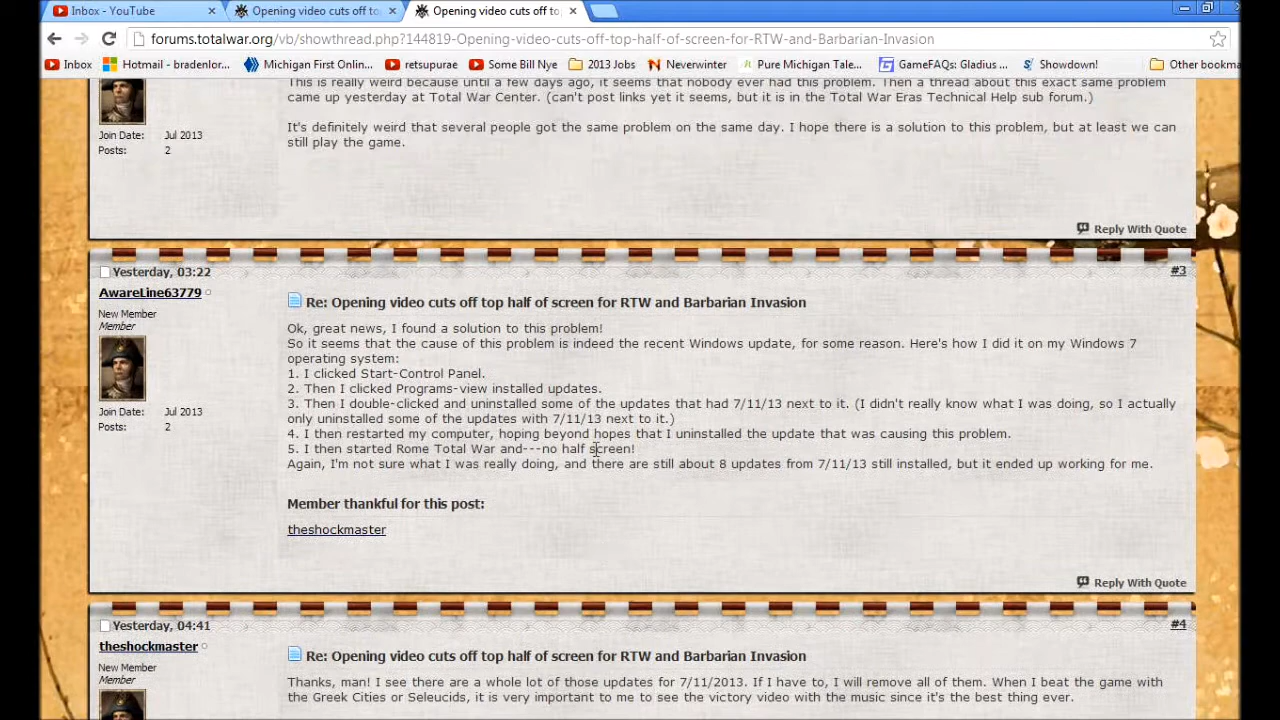 Inbox - YouTube
Opening video cuts off to
Opening video cuts off to
forums.totalwar.org/vb/showthread.php?144819-Opening-video-cuts-off-top-half-of-screen-for-RTW-and-Barbarian-Invasion
Inbox
Hotmail - bradenlor...
Michigan First Onlin...
retsupurae
Some Bill Nye
2013 Jobs
Neverwinter
Pure Michigan Tale...
GameFAQs: Gladius ...
Showdown!
Other bookma
This is really weird because until a few days ago, it seems that nobody ever had this problem. Then a thread about this exact same problem
came up yesterday at Total War Center. (can't post links yet it seems, but it is in the Total War Eras Technical Help sub forum.)
It's definitely weird that several people got the same problem on the same day. I hope there is a solution to this problem, but at least we can
still play the game.
Join Date: Jul 2013
Posts: 2
Reply With Quote
Yesterday, 03:22
#3
AwareLine63779
New Member
Member
Join Date: Jul 2013
Posts: 2
Re: Opening video cuts off top half of screen for RTW and Barbarian Invasion
Ok, great news, I found a solution to this problem!
So it seems that the cause of this problem is indeed the recent Windows update, for some reason. Here's how I did it on my Windows 7
operating system:
1. I clicked Start-Control Panel.
2. Then I clicked Programs-view installed updates.
3. Then I double-clicked and uninstalled some of the updates that had 7/11/13 next to it. (I didn't really know what I was doing, so I actually
only uninstalled some of the updates with 7/11/13 next to it.)
4. I then restarted my computer, hoping beyond hopes that I uninstalled the update that was causing this problem.
5. I then started Rome Total War and---no half screen!
Again, I'm not sure what I was really doing, and there are still about 8 updates from 7/11/13 still installed, but it ended up working for me.
Member thankful for this post:
theshockmaster
Reply With Quote
Yesterday, 04:41
#4
theshockmaster
New Member
Member
Re: Opening video cuts off top half of screen for RTW and Barbarian Invasion
Thanks, man! I see there are a whole lot of those updates for 7/11/2013. If I have to, I will remove all of them. When I beat the game with
the Greek Cities or Seleucids, it is very important to me to see the victory video with the music since it's the best thing ever.